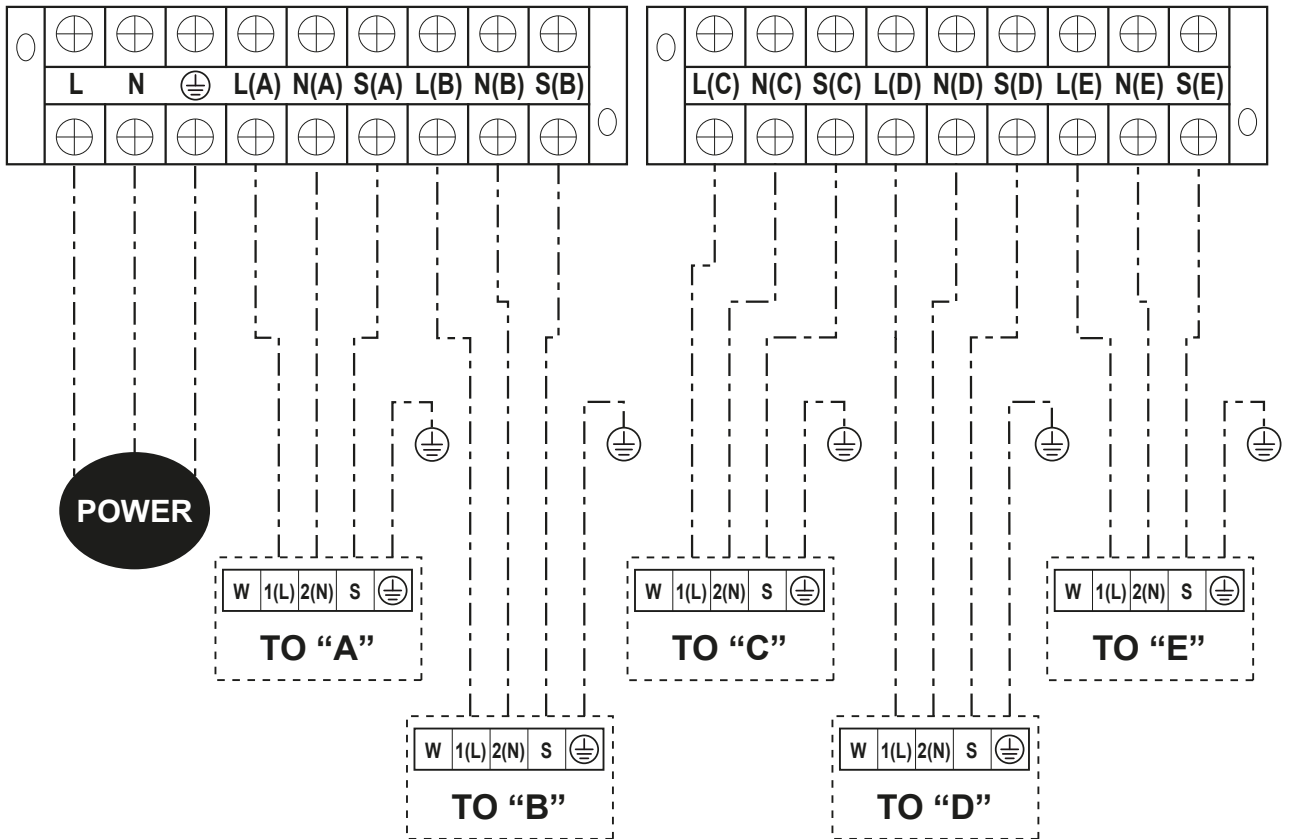 L N L(A) N(A) S(A) L(B) N(B) S(B)
L(C) N(C) S(C) L(D) N(D) S(D) L(E) N(E) S(E)
POWER
W 1(L) 2(N) S
TO “A”
W 1(L) 2(N) S
TO “B”
W 1(L) 2(N) S
TO “C”
W 1(L) 2(N) S
TO “D”
W 1(L) 2(N) S
TO “E”